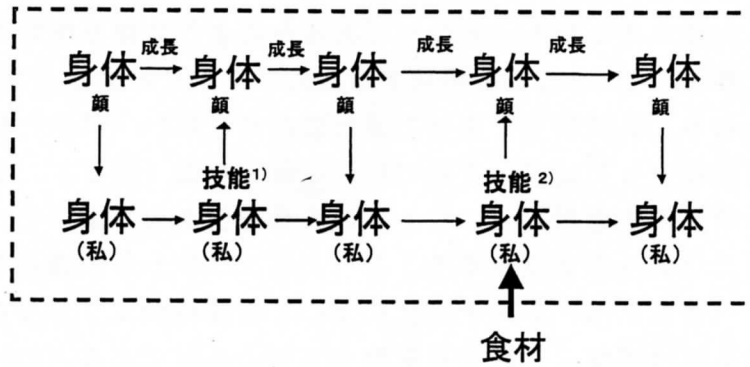 成長 成長 成長 成長
身体 身体 身体 身体 身体
顔 顔 顔 顔 顔
技能1) 技能2)
身体 身体 身体 身体 身体
(私) (私) (私) (私) (私)
食材